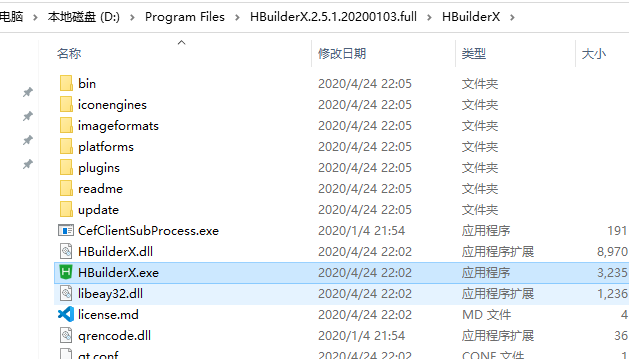 电脑 › 本地磁盘 (D:) › Program Files › HBuilderX.2.5.1.20200103.full › HBuilderX ›
名称 修改日期 类型 大小
bin 2020/4/24 22:05 文件夹
iconengines 2020/4/24 22:05 文件夹
imageformats 2020/4/24 22:05 文件夹
platforms 2020/4/24 22:05 文件夹
plugins 2020/4/24 22:05 文件夹
readme 2020/4/24 22:05 文件夹
update 2020/4/24 22:05 文件夹
CefClientSubProcess.exe 2020/1/4 21:54 应用程序 191
HBuilderX.dll 2020/4/24 22:02 应用程序扩展 8,970
HBuilderX.exe 2020/4/24 22:02 应用程序 3,235
libeay32.dll 2020/4/24 22:02 应用程序扩展 1,236
license.md 2020/4/24 22:02 MD 文件 4
qrencode.dll 2020/1/4 21:54 应用程序扩展 36
qt.conf 2020/4/24 22:02 CONF 文件 1